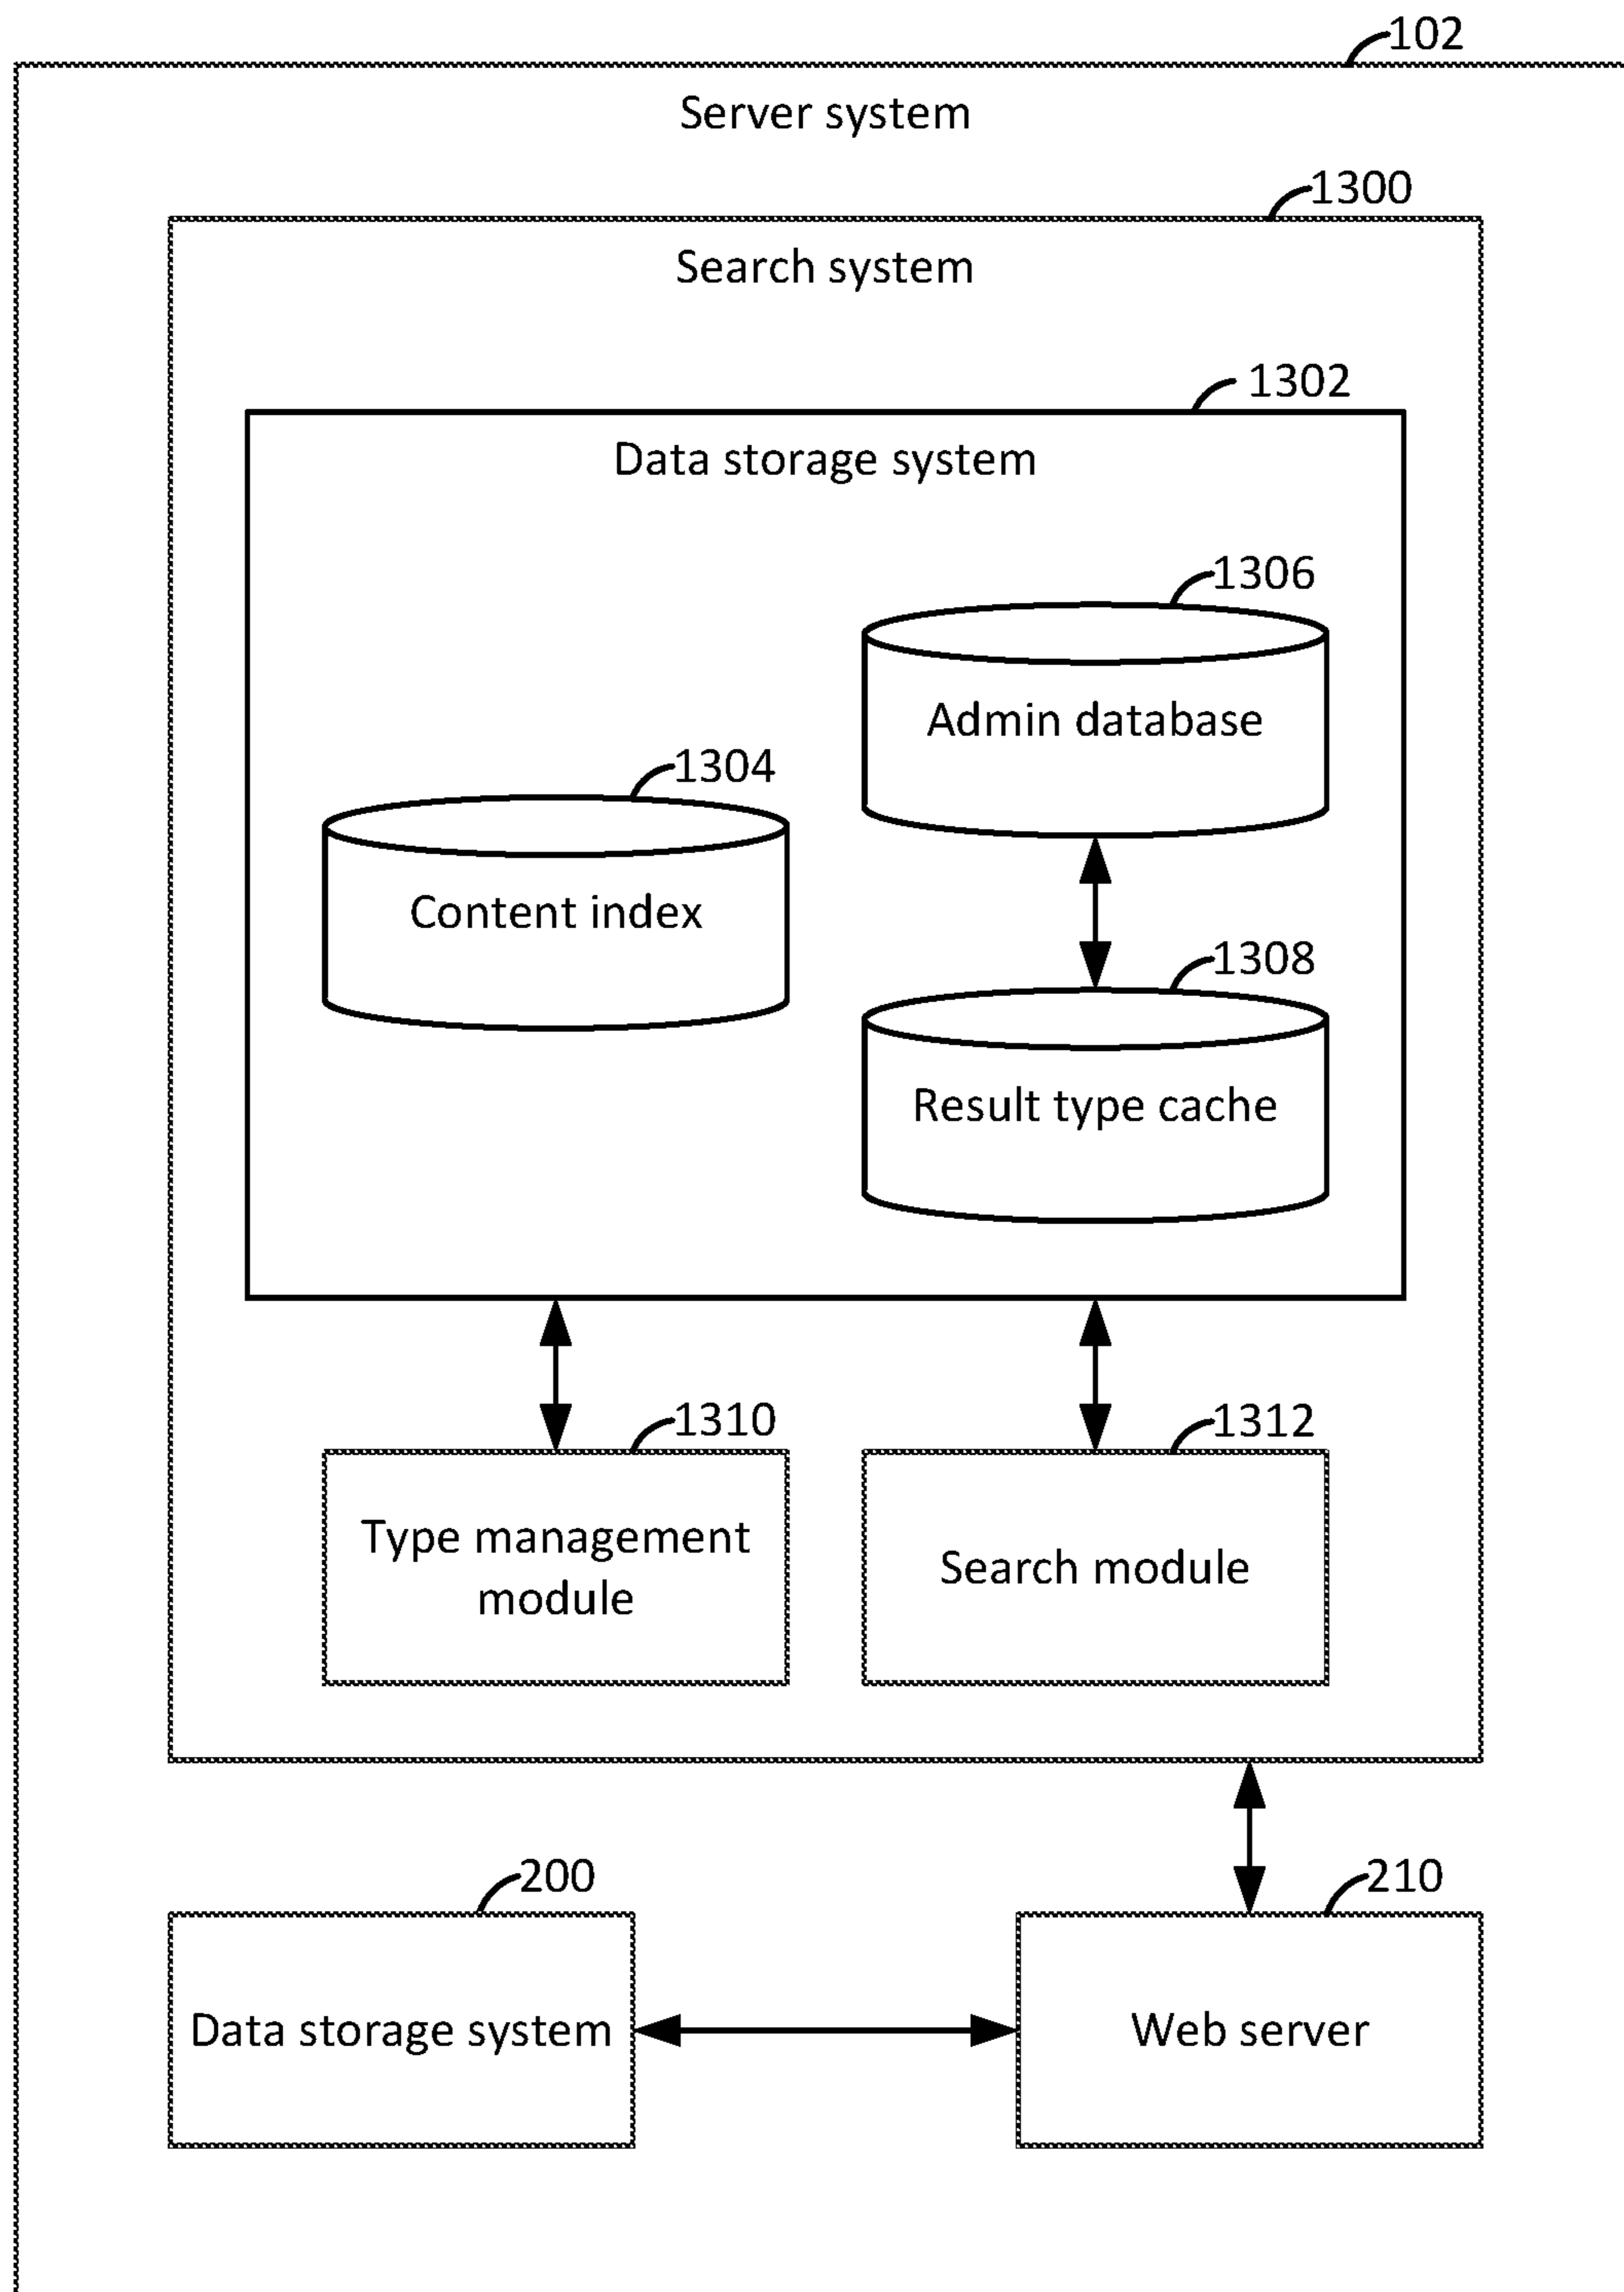 102
Server system
1300
Search system
1302
Data storage system
1306
Admin database
1304
Content index
1308
Result type cache
1310
1312
Type management
module
Search module
200
210
Data storage system
Web server